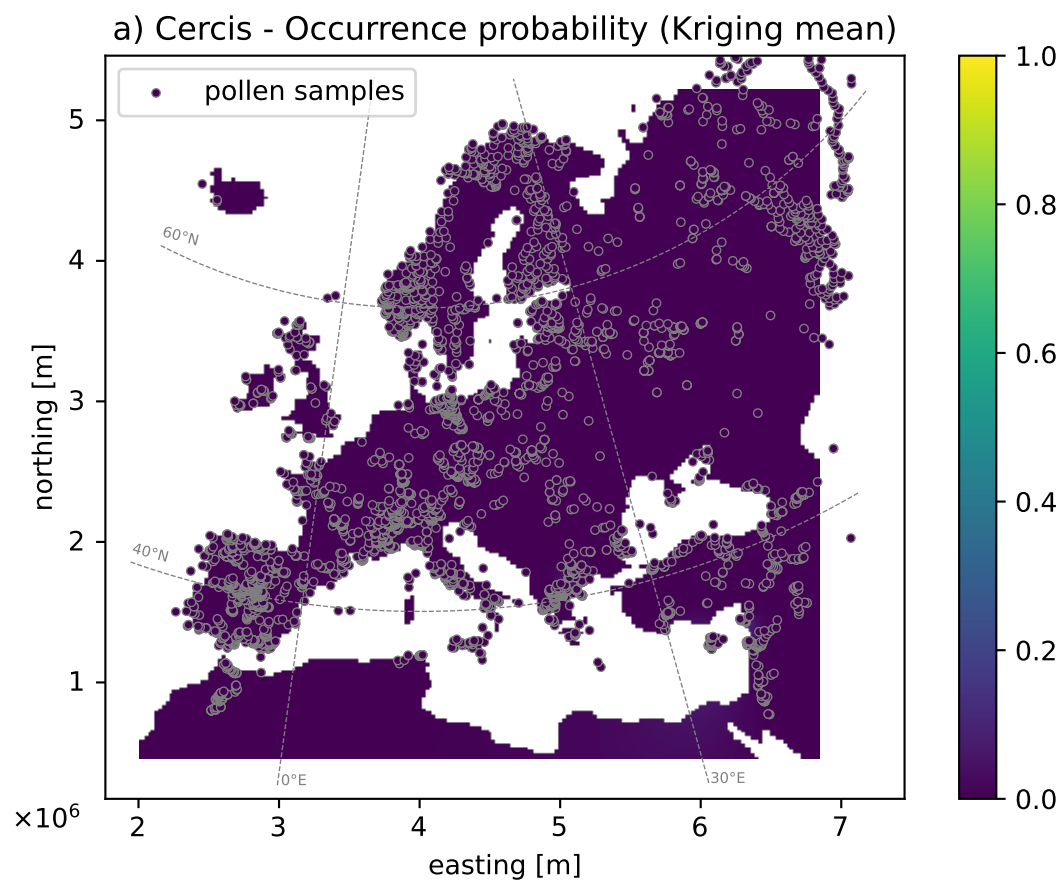 a) Cercis - Occurrence probability (Kriging mean)
pollen samples
60°N
40°N
0°E
30°E
5
4
3
2
1
northing [m]
×10⁶
2 3 4 5 6 7
easting [m]
1.0
0.8
0.6
0.4
0.2
0.0